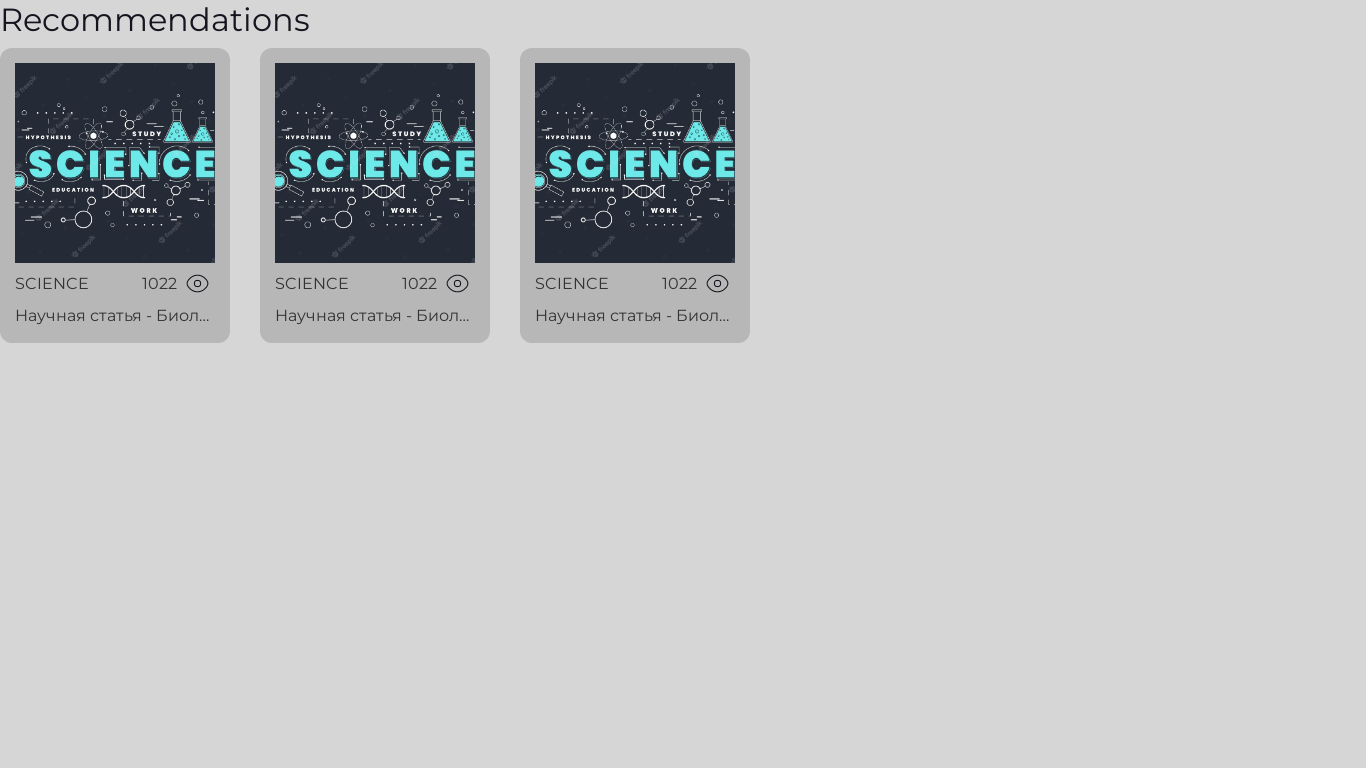 Recommendations
HYPOTHESIS
STUDY
SCIENCE
EDUCATION
WORK
SCIENCE 1022
Научная статья - Биол...
HYPOTHESIS
STUDY
SCIENCE
EDUCATION
WORK
SCIENCE 1022
Научная статья - Биол...
HYPOTHESIS
STUDY
SCIENCE
EDUCATION
WORK
SCIENCE 1022
Научная статья - Биол...